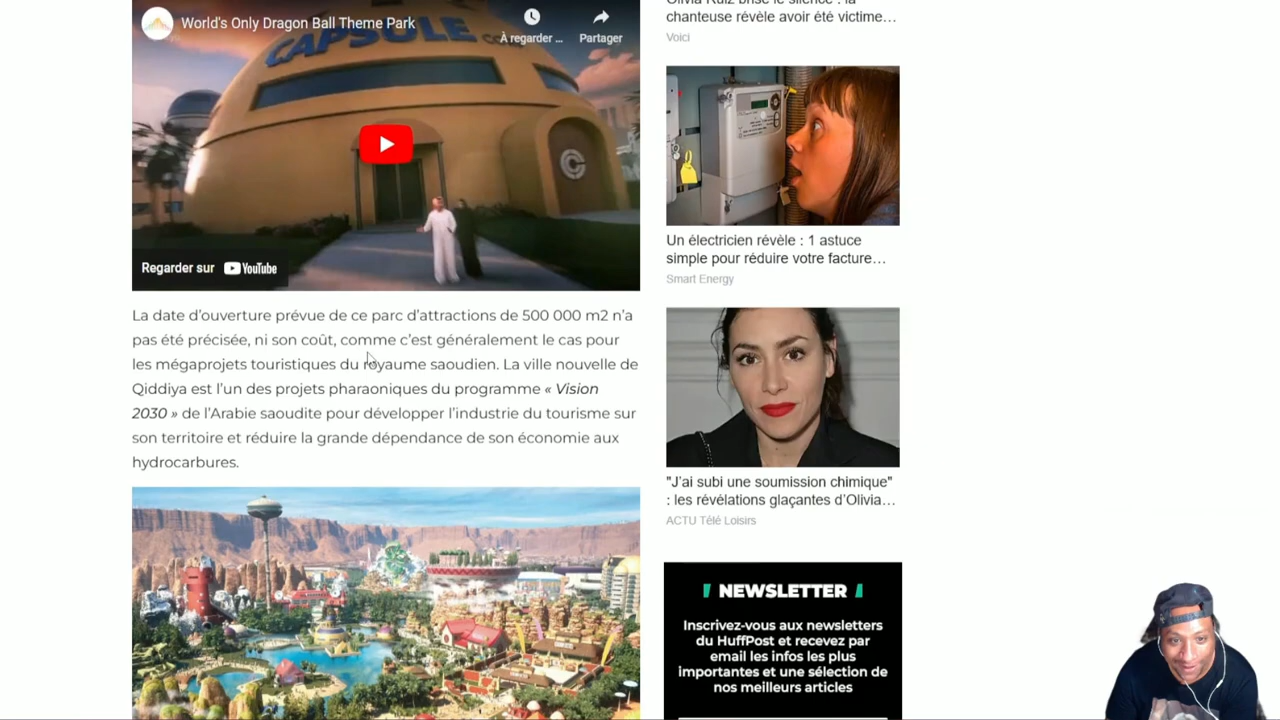 World's Only Dragon Ball Theme Park
À regarder ...
Partager
CAPSULE
Regarder sur YouTube
La date d'ouverture prévue de ce parc d'attractions de 500 000 m2 n'a
pas été précisée, ni son coût, comme c'est généralement le cas pour
les mégaprojets touristiques du royaume saoudien. La ville nouvelle de
Qiddiya est l'un des projets pharaoniques du programme « Vision
2030 » de l'Arabie saoudite pour développer l'industrie du tourisme sur
son territoire et réduire la grande dépendance de son économie aux
hydrocarbures.
chanteuse révèle avoir été victime…
Voici
Un électricien révèle : 1 astuce
simple pour réduire votre facture…
Smart Energy
"J'ai subi une soumission chimique"
: les révélations glaçantes d'Olivia…
ACTU Télé Loisirs
NEWSLETTER
Inscrivez-vous aux newsletters
du HuffPost et recevez par
email les infos les plus
importantes et une sélection de
nos meilleurs articles